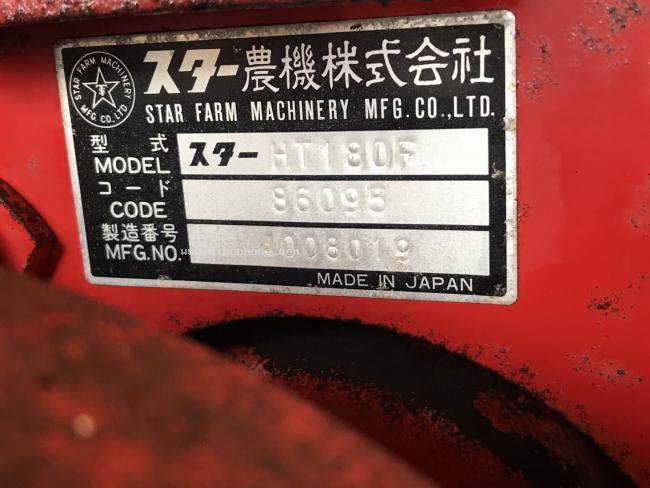 STAR FARM MACHINERY MFG.CO.,LTD.
スター農機株式会社
STAR FARM MACHINERY MFG.CO.,LTD.
型式
MODEL スター HT180F
コード
CODE 86095
製造番号
MFG.NO.
MADE IN JAPAN